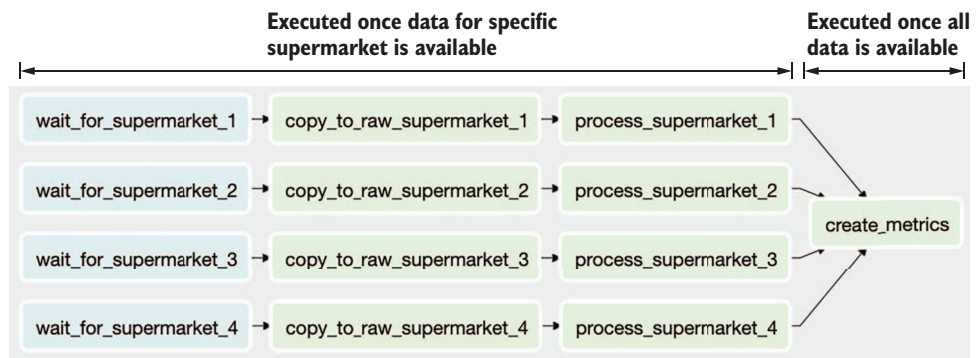 Executed once data for specific
supermarket is available
Executed once all
data is available
wait_for_supermarket_1
copy_to_raw_supermarket_1
process_supermarket_1
wait_for_supermarket_2
copy_to_raw_supermarket_2
process_supermarket_2
create_metrics
wait_for_supermarket_3
copy_to_raw_supermarket_3
process_supermarket_3
wait_for_supermarket_4
copy_to_raw_supermarket_4
process_supermarket_4